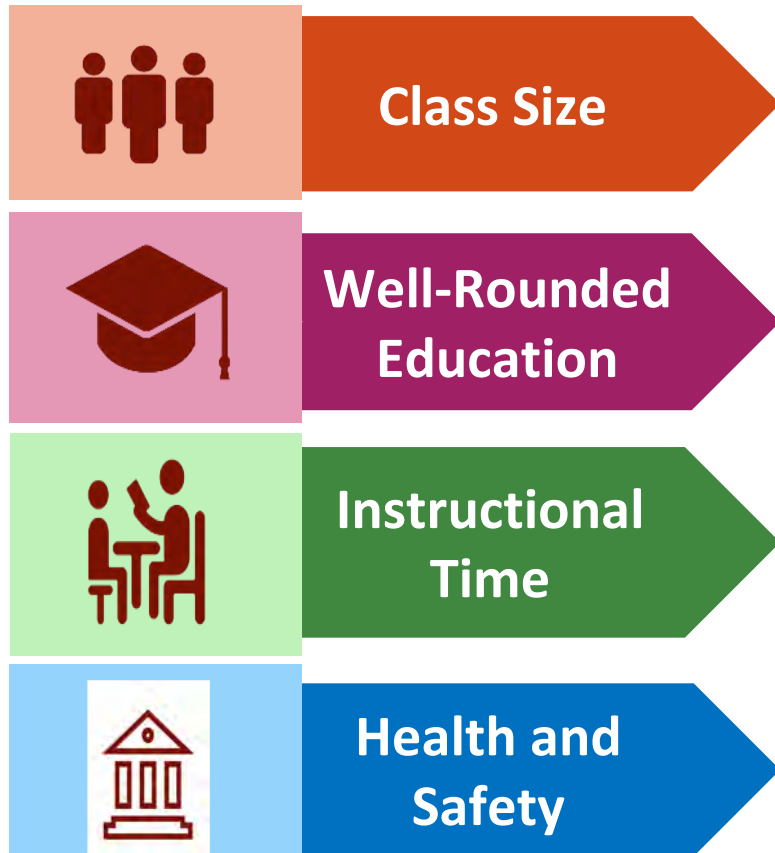 Class Size
Well-Rounded
Education
Instructional
Time
Health and
Safety